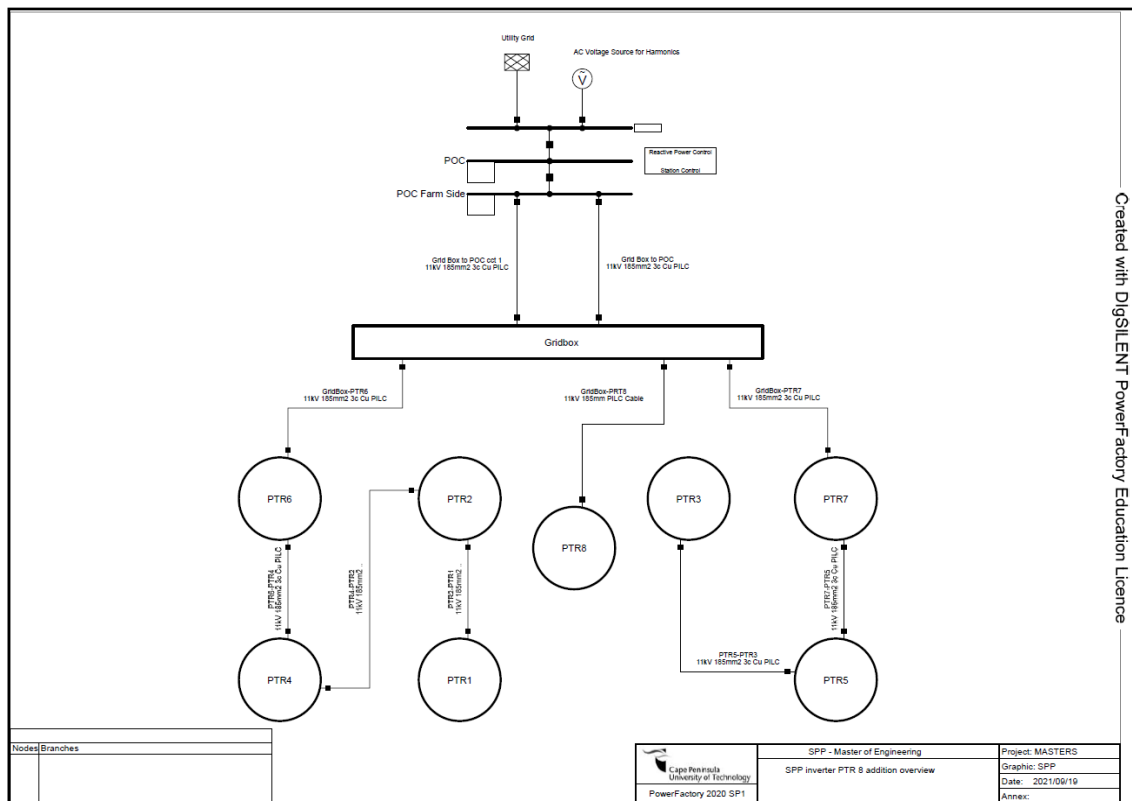 Utility Grid
AC Voltage Source for Harmonics
V
POC
Reactive Power Control
Station Control
POC Farm Side
Grid Box to POC cct 1
11kV 185mm2 3c Cu PILC
Grid Box to POC
11kV 185mm2 3c Cu PILC
Gridbox
GridBox-PTR6
11kV 185mm2 3c Cu PILC
GridBox-PRT8
11kV 185mm PILC Cable
GridBox-PTR7
11kV 185mm2 3c Cu PILC
PTR6
PTR2
PTR8
PTR3
PTR7
PTR6-PTR4
11kV 185mm2 3c Cu PILC
PTR4-PTR2
11kV 185mm2 ..
PTR2-PTR1
11kV 185mm2 ..
PTR7-PTR5
11kV 185mm2 3c Cu PILC
PTR5-PTR3
11kV 185mm2 3c Cu PILC
PTR4
PTR1
PTR5
Created with DIgSILENT PowerFactory Education Licence
Nodes Branches
Cape Peninsula
University of Technology
PowerFactory 2020 SP1
SPP - Master of Engineering
SPP inverter PTR 8 addition overview
Project: MASTERS
Graphic: SPP
Date: 2021/09/19
Annex: